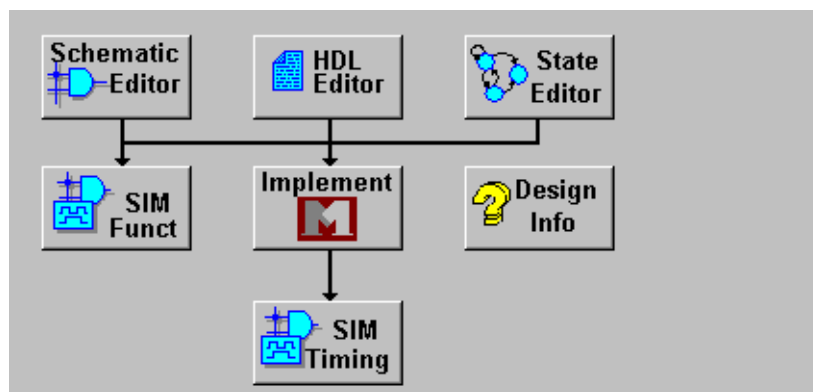 Schematic
Editor
HDL
Editor
State
Editor
SIM
Funct
Implement
Design
Info
SIM
Timing